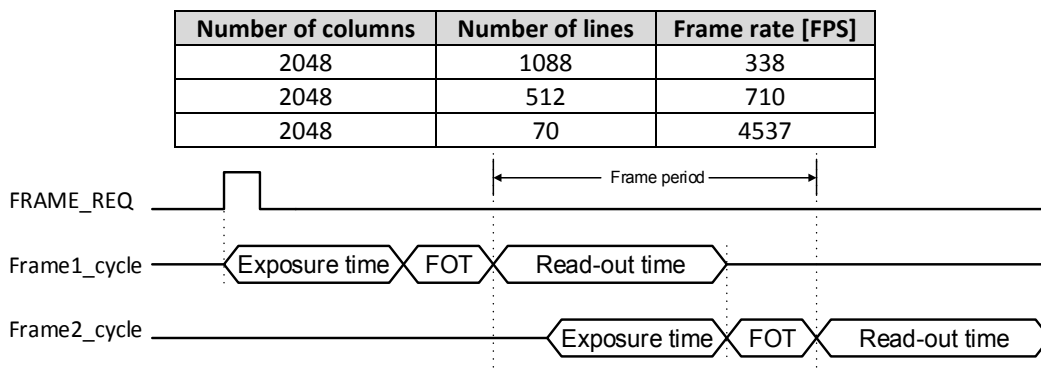 Number of columns Number of lines Frame rate [FPS]
2048 1088 338
2048 512 710
2048 70 4537
Frame period
FRAME_REQ
Frame1_cycle Exposure time FOT Read-out time
Frame2_cycle Exposure time FOT Read-out time